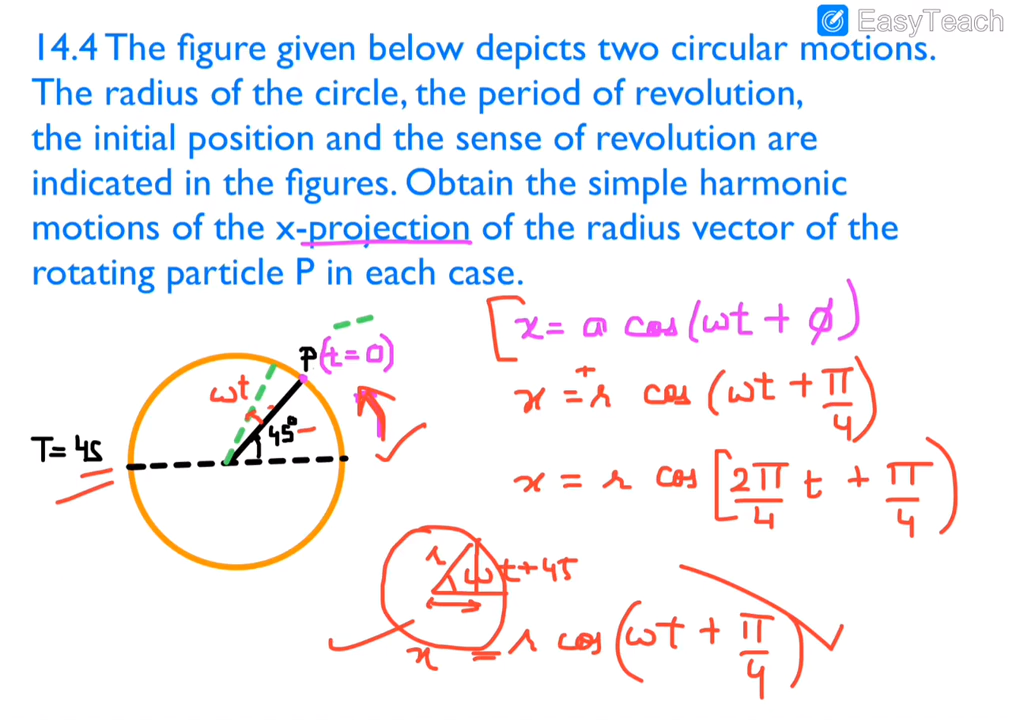 EasyTeach
14.4 The figure given below depicts two circular motions.
The radius of the circle, the period of revolution,
the initial position and the sense of revolution are
indicated in the figures. Obtain the simple harmonic
motions of the x-projection of the radius vector of the
rotating particle P in each case.
x = a cos (ωt + φ)
P(t=0)
ωt
x = + r cos (ωt + π/4)
45°
T= 4s
x = r cos [2π/4 t + π/4)
r
ωt+45
x = r cos (ωt + π/4)